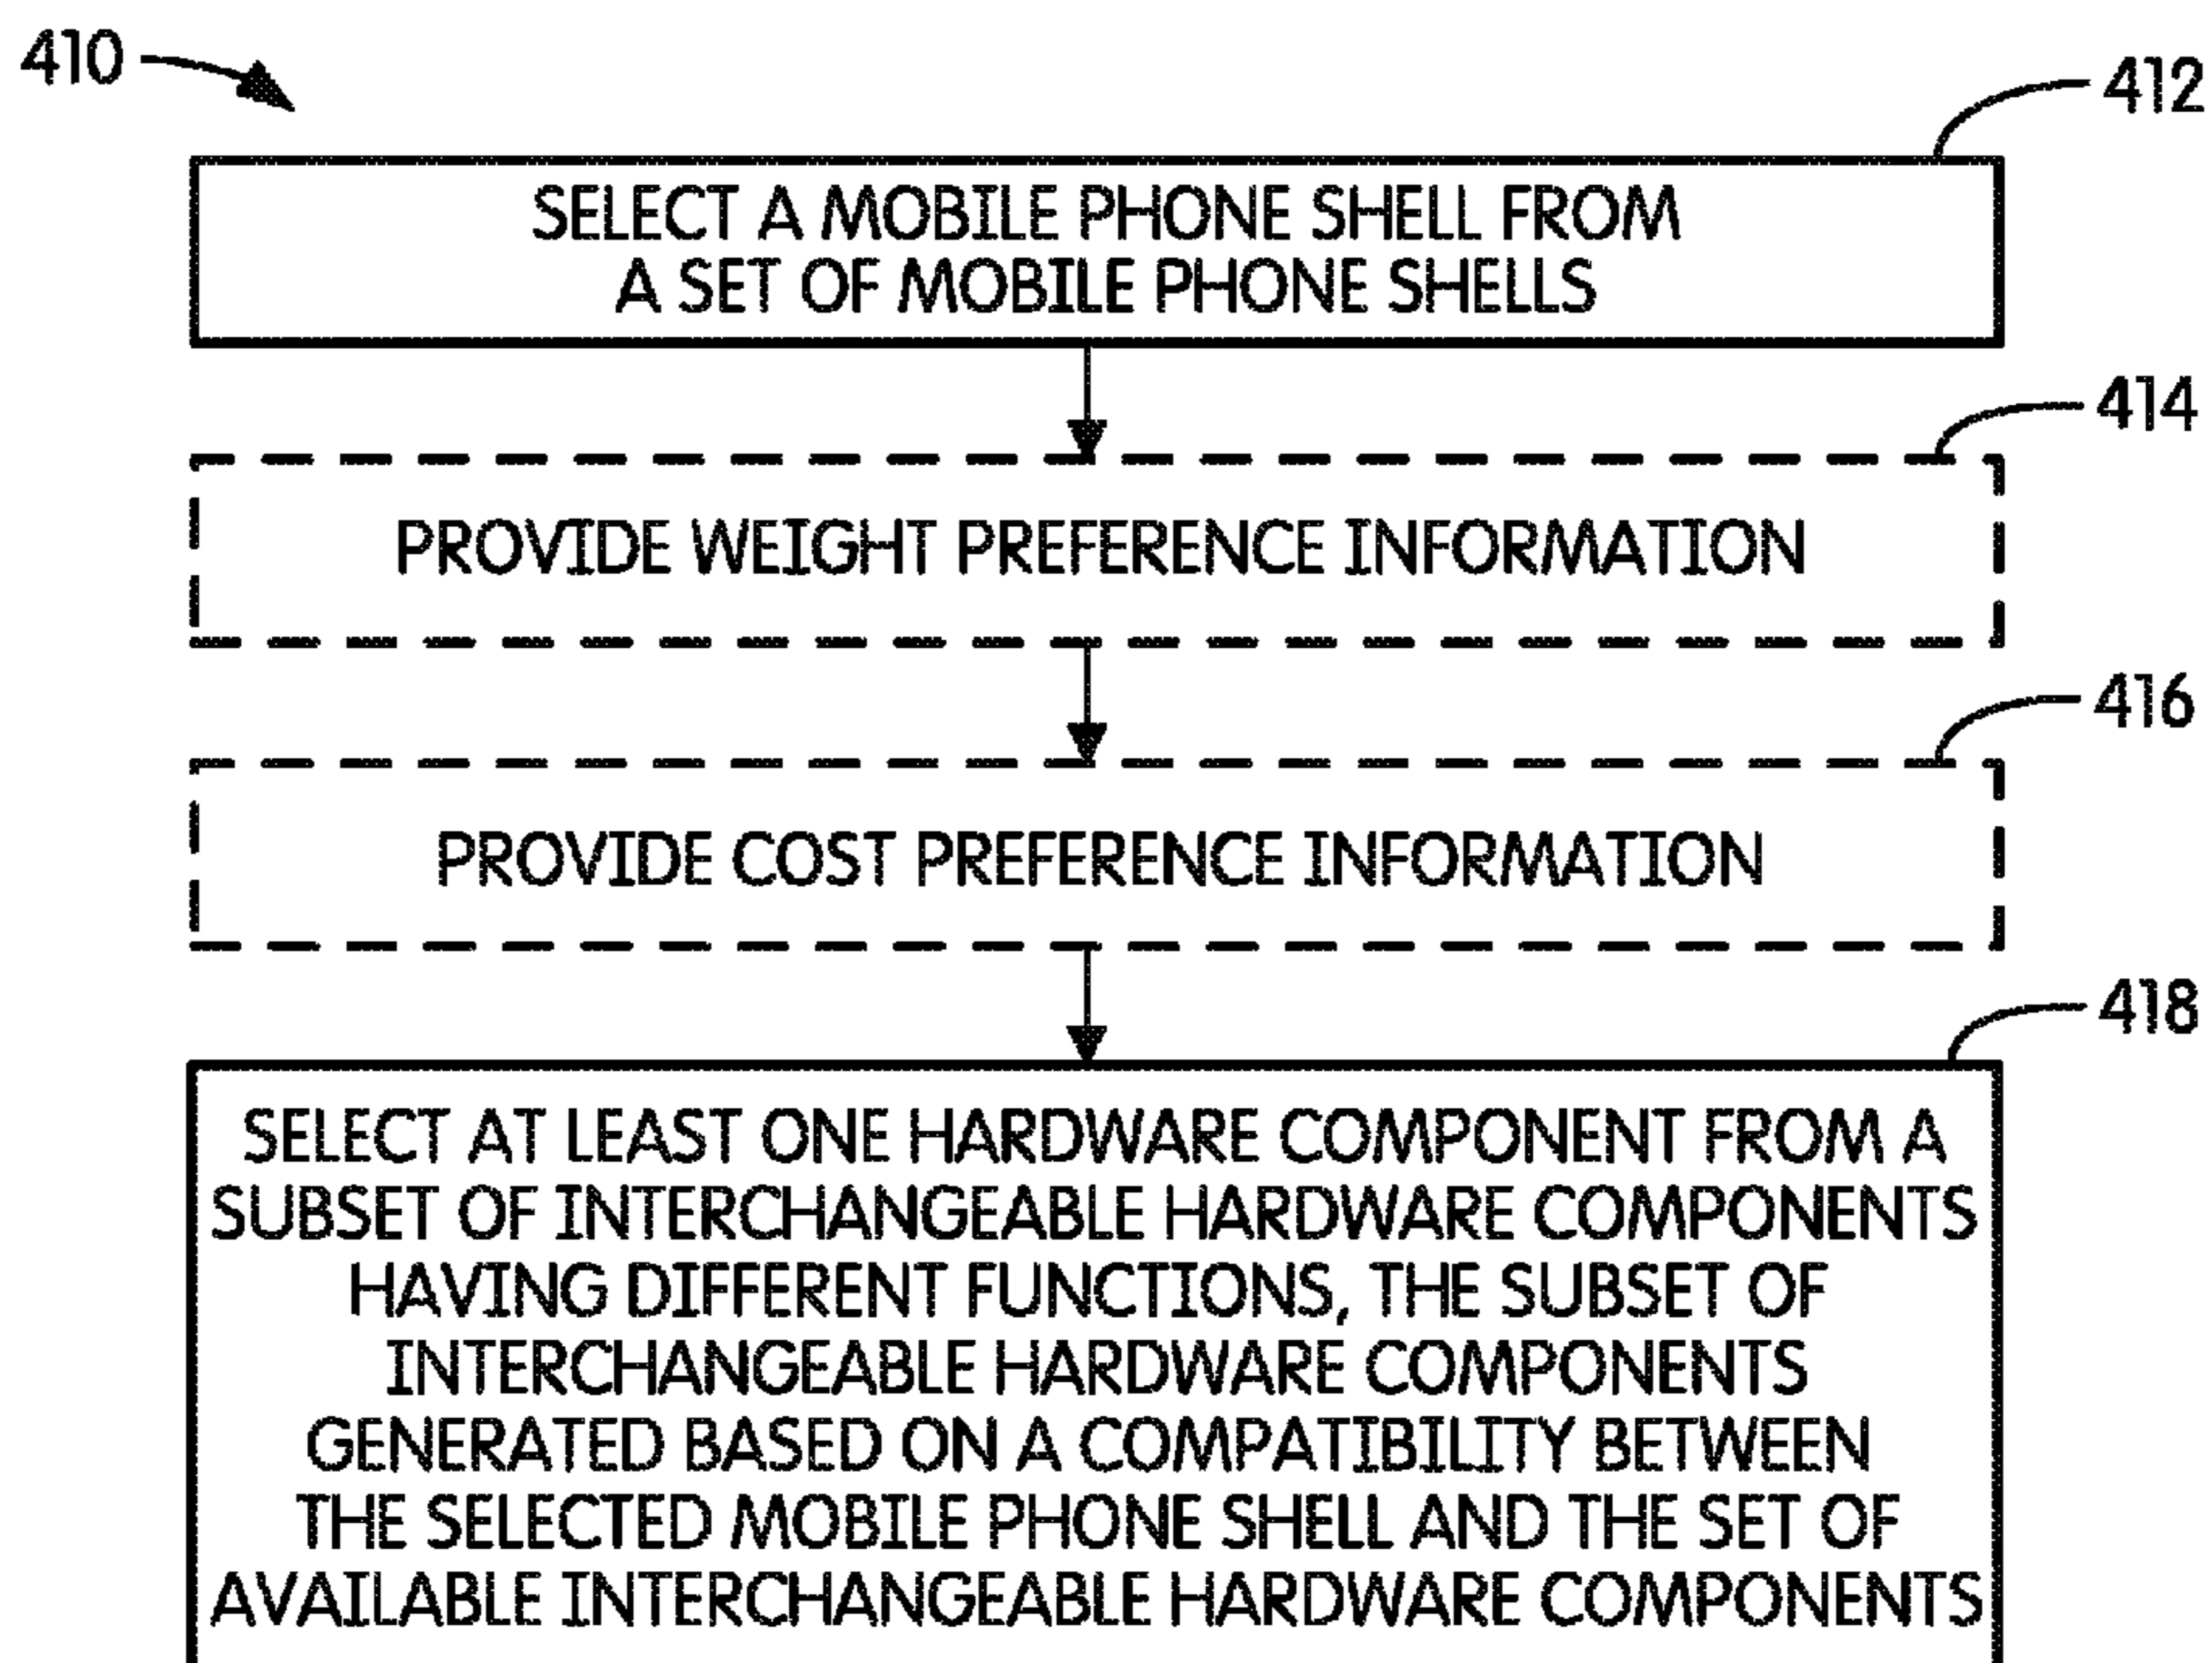 410
412
SELECT A MOBILE PHONE SHELL FROM
A SET OF MOBILE PHONE SHELLS
414
PROVIDE WEIGHT PREFERENCE INFORMATION
416
PROVIDE COST PREFERENCE INFORMATION
418
SELECT AT LEAST ONE HARDWARE COMPONENT FROM A
SUBSET OF INTERCHANGEABLE HARDWARE COMPONENTS
HAVING DIFFERENT FUNCTIONS, THE SUBSET OF
INTERCHANGEABLE HARDWARE COMPONENTS
GENERATED BASED ON A COMPATIBILITY BETWEEN
THE SELECTED MOBILE PHONE SHELL AND THE SET OF
AVAILABLE INTERCHANGEABLE HARDWARE COMPONENTS